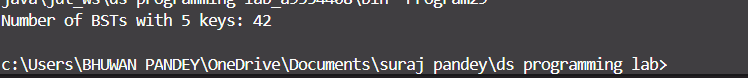 Number of BSTs with 5 keys: 42
c:\Users\BHUWAN PANDEY\OneDrive\Documents\suraj pandey\ds programming lab>